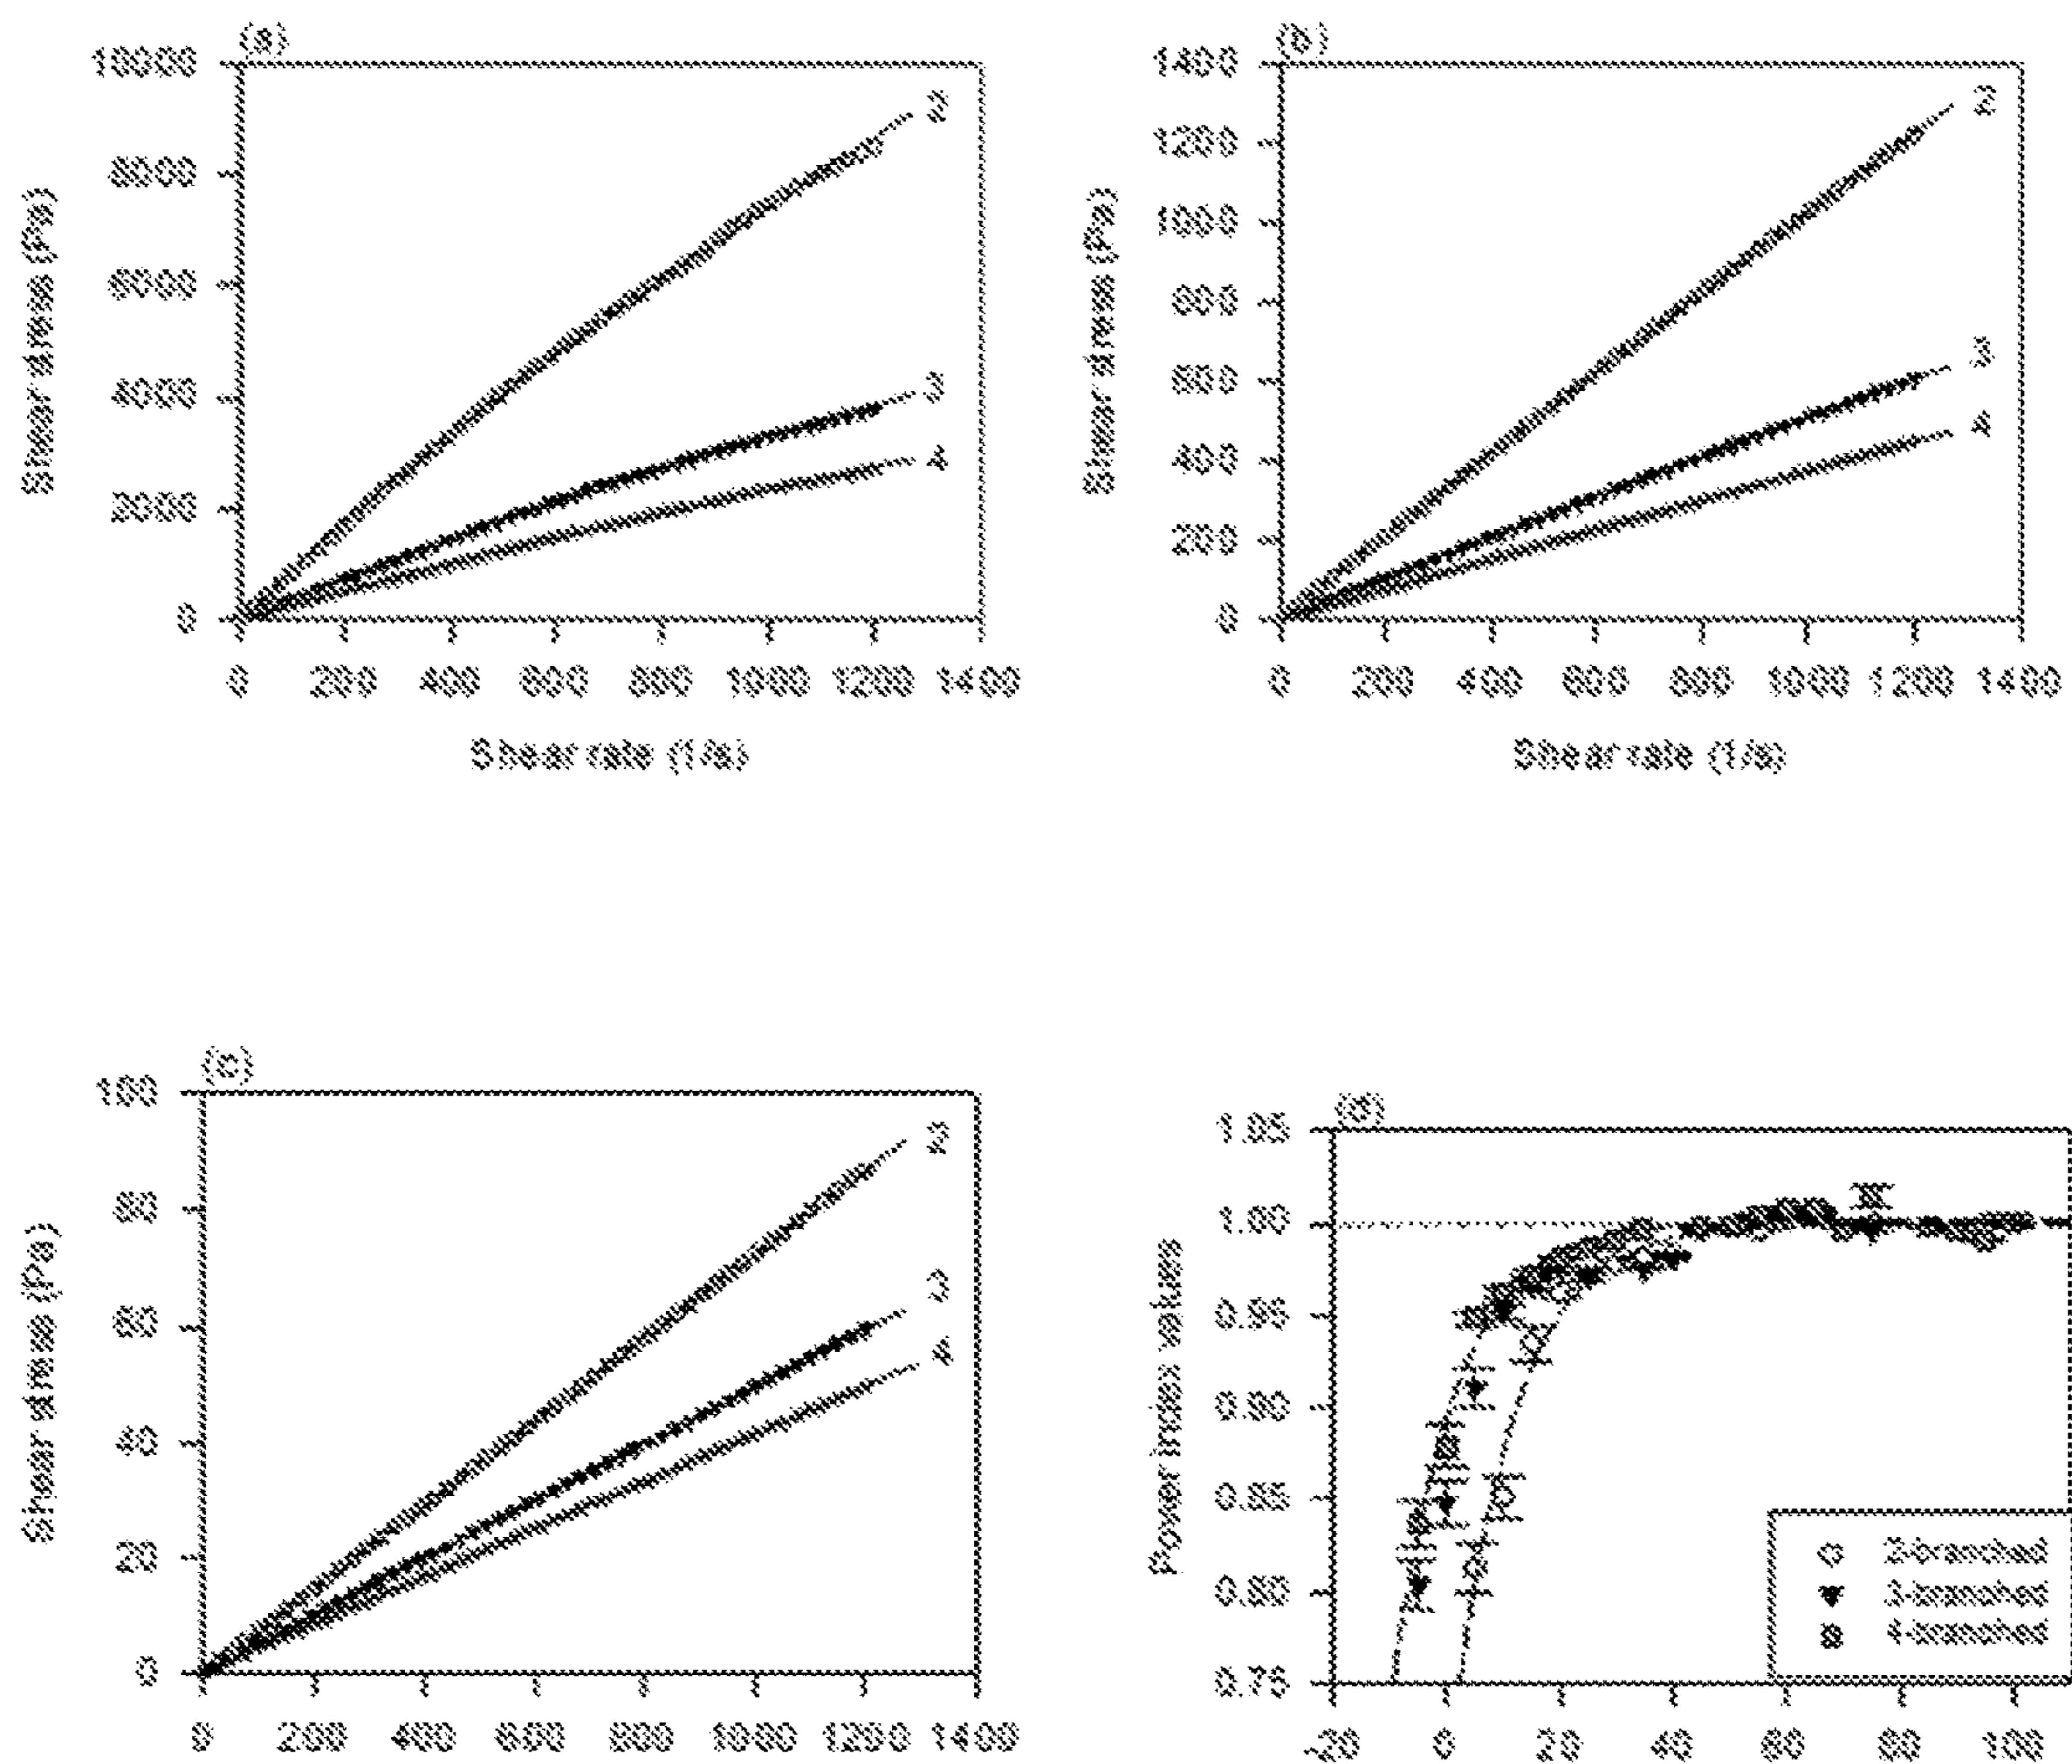 (a)
10000
8000
6000
4000
2000
0
Shear stress (Pa)
2
3
4
0 200 400 600 800 1000 1200 1400
Shear rate (1/s)
(b)
1400
1200
1000
800
600
400
200
0
Shear stress (Pa)
2
3
4
0 200 400 600 800 1000 1200 1400
Shear rate (1/s)
(c)
100
80
60
40
20
0
Shear stress (Pa)
2
3
4
0 200 400 600 800 1000 1200 1400
(d)
1.05
1.00
0.95
0.90
0.85
0.80
0.75
Power index values
2-branched
3-branched
4-branched
-20 0 20 40 60 80 100